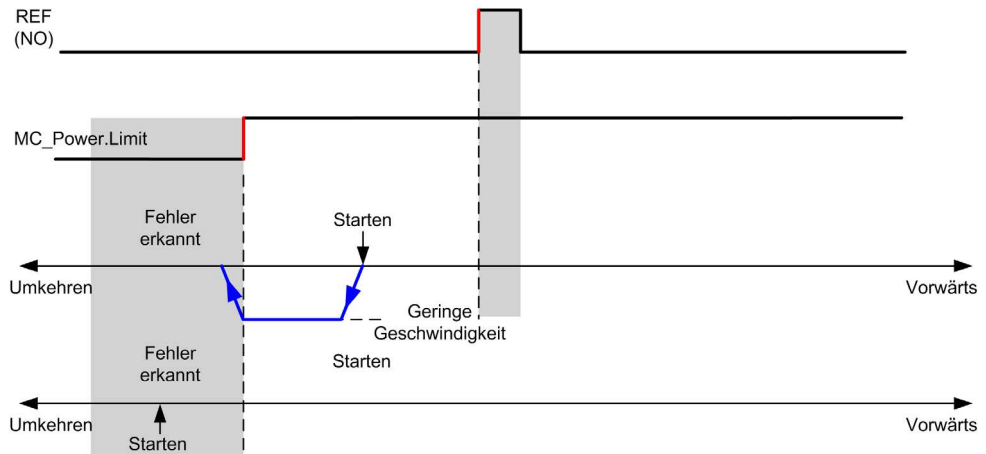 REF
(NO)
MC_Power.Limit
Fehler
erkannt
Starten
Umkehren
Vorwärts
Geringe
Geschwindigkeit
Fehler
erkannt
Starten
Umkehren
Vorwärts
Starten